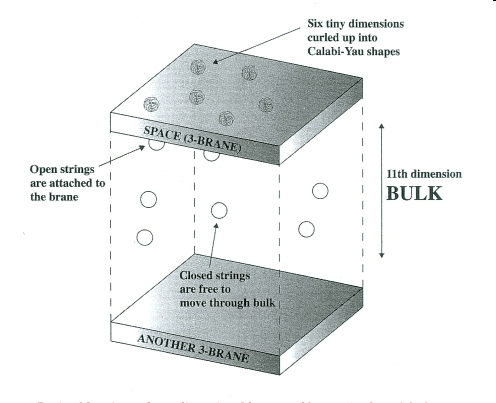 Six tiny dimensions
curled up into
Calabi-Yau shapes
SPACE (3-BRANE)
Open strings
are attached to
the brane
11th dimension
BULK
Closed strings
are free to
move through bulk
ANOTHER 3-BRANE